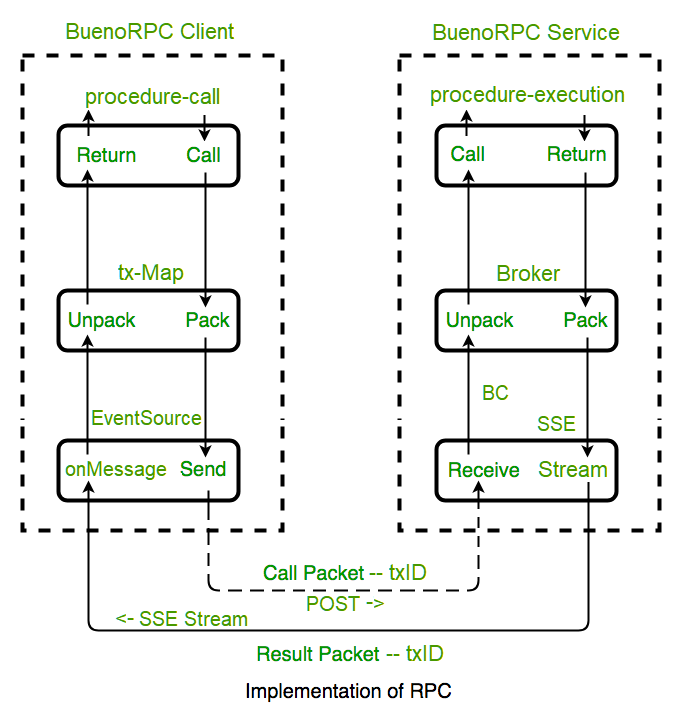 BuenoRPC Client
BuenoRPC Service
procedure-call
procedure-execution
Return Call
Call Return
tx-Map
Broker
Unpack Pack
Unpack Pack
BC
EventSource
SSE
onMessage Send
Receive Stream
Call Packet -- txID
POST ->
<- SSE Stream
Result Packet -- txID
Implementation of RPC